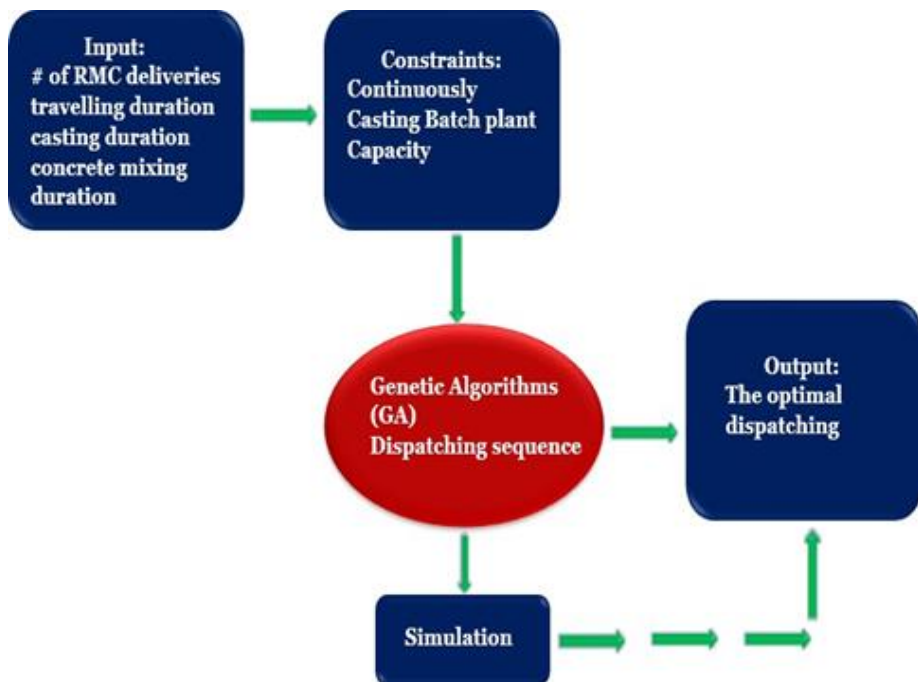 Input:
# of RMC deliveries
travelling duration
casting duration
concrete mixing
duration
Constraints:
Continuously
Casting Batch plant
Capacity
Genetic Algorithms
(GA)
Dispatching sequence
Output:
The optimal
dispatching
Simulation